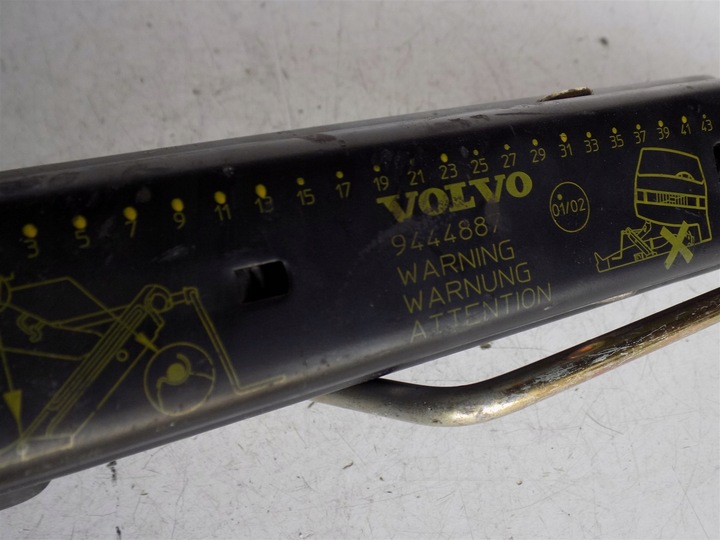 3 5 7 9 11 13 15 17 19 21 23 25 27 29 31 33 35 37 39 41 43
VOLVO
9444887
01/02
WARNING
WARNUNG
ATTENTION